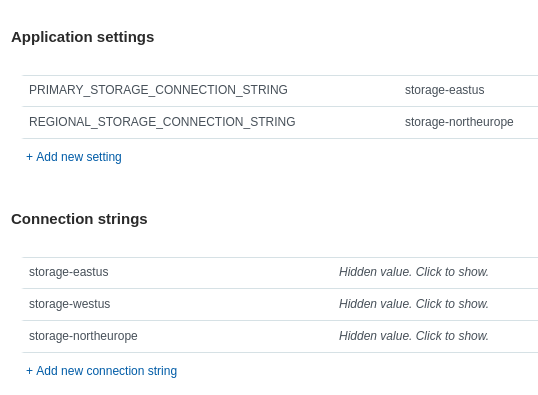 Application settings
PRIMARY_STORAGE_CONNECTION_STRING storage-eastus
REGIONAL_STORAGE_CONNECTION_STRING storage-northeurope
+ Add new setting
Connection strings
storage-eastus Hidden value. Click to show.
storage-westus Hidden value. Click to show.
storage-northeurope Hidden value. Click to show.
+ Add new connection string